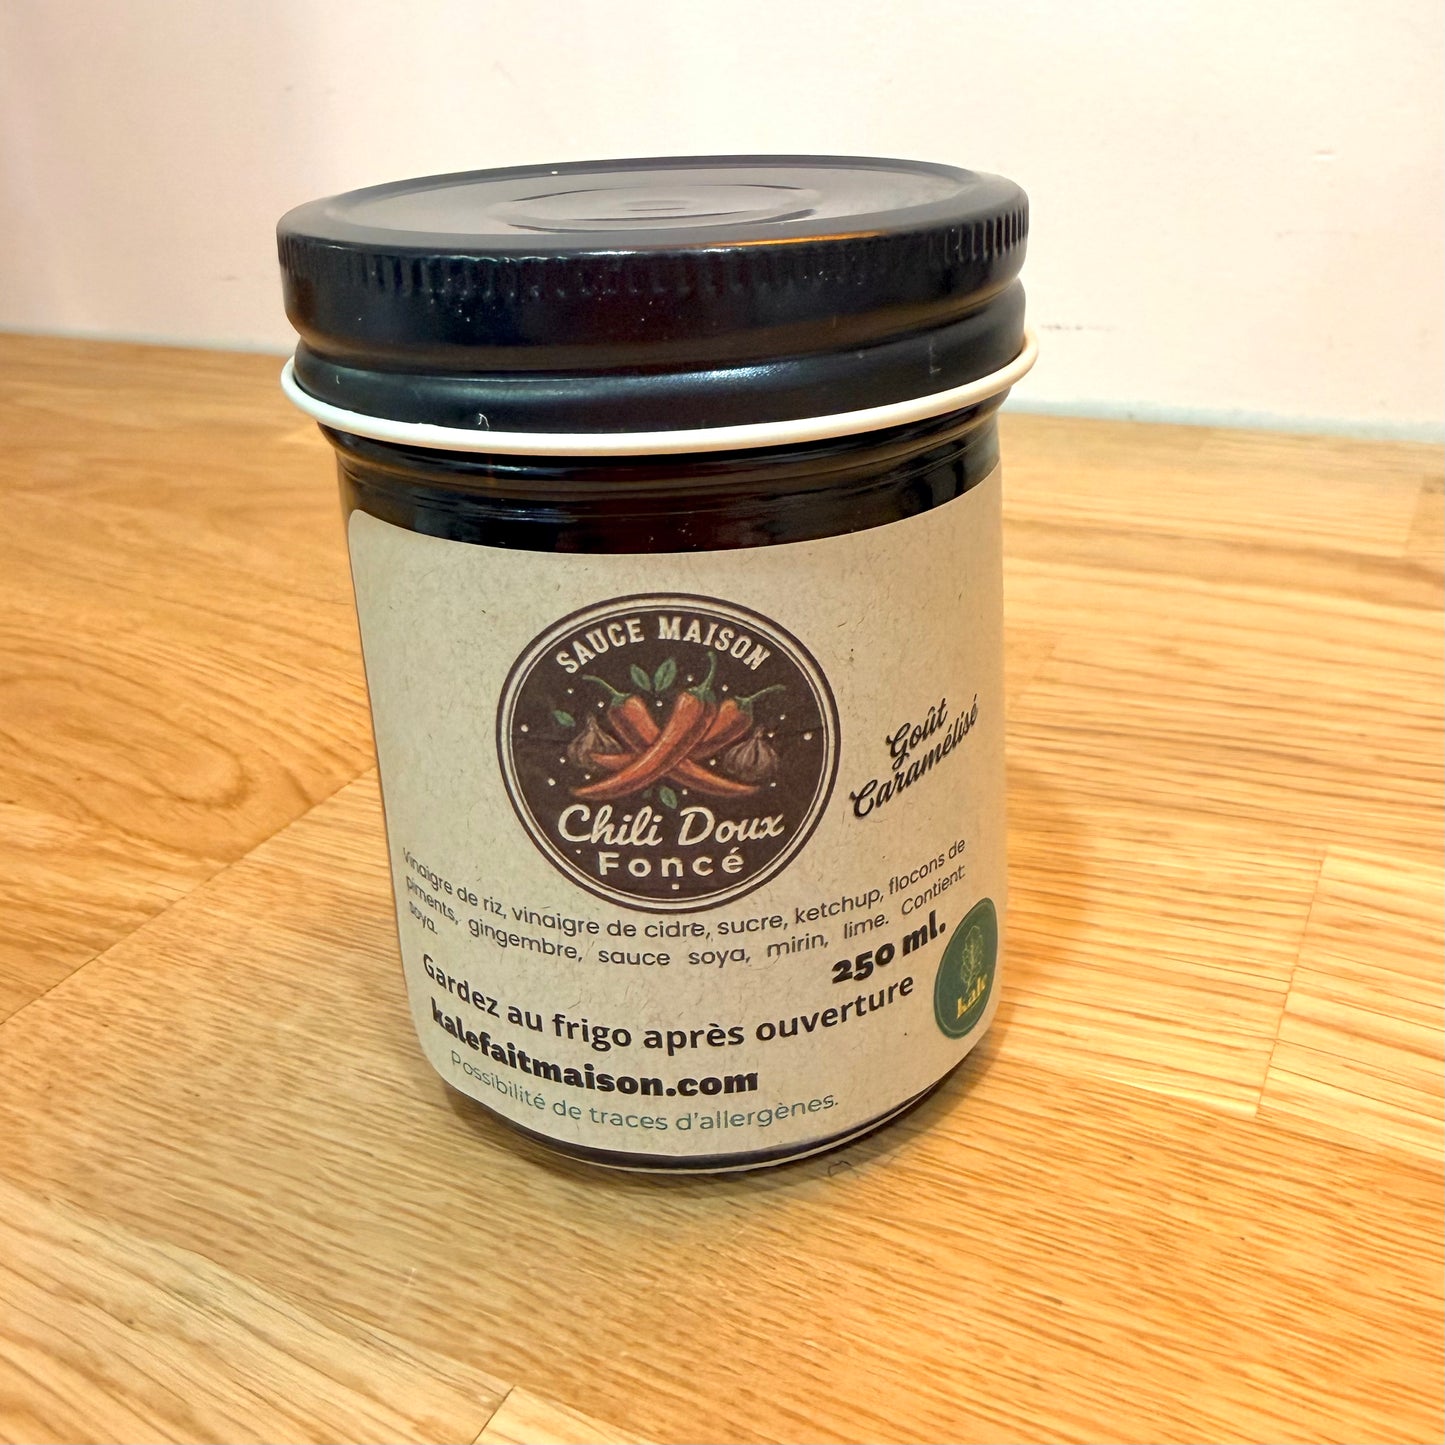 SAUCE MAISON
Chili Doux
Foncé
Goût
Caramélisé
Vinaigre de riz, vinaigre de cidre, sucre, ketchup, flocons de
piments, gingembre, sauce soya, mirin, lime. Contient:
soya.
250 ml.
Gardez au frigo après ouverture
kalefaitmaison.com
Possibilité de traces d'allergènes.
kale